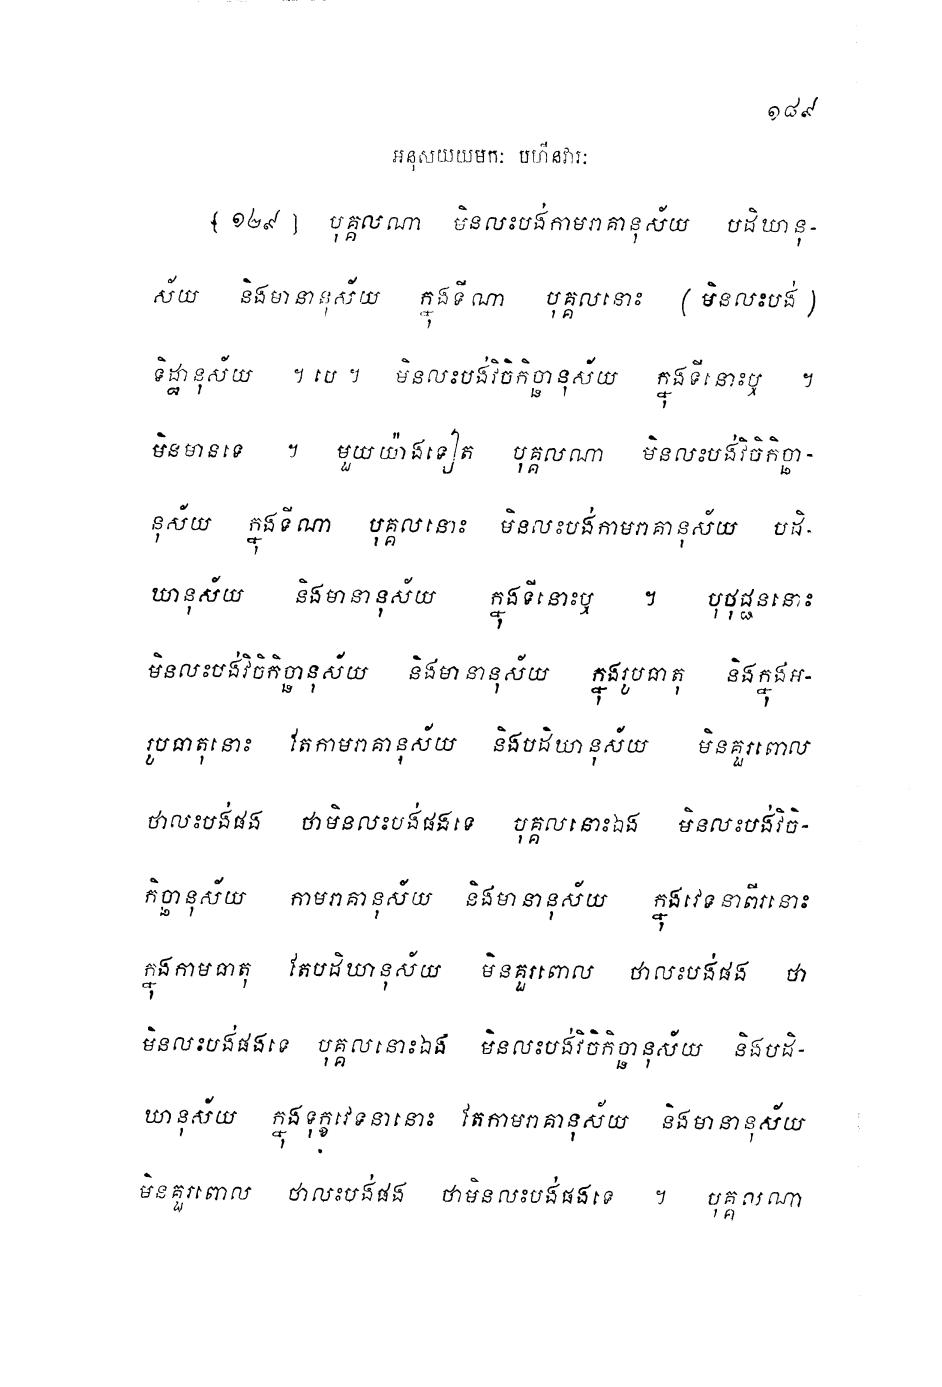 ១៨៩
អនុសយយមកៈ បហីនវារៈ
{ ១២៩ } បុគ្គលណា មិនលះបង់កាមរាគានុស័យ បដិឃានុ-
ស័យ និងមានានុស័យ ក្នុងទីណា បុគ្គលនោះ (មិនលះបង់)
ទិដ្ឋានុស័យ ។ បេ ។ មិនលះបង់វិចិកិច្ឆានុស័យ ក្នុងទីនោះឬ ។
មិនមានទេ ។ មួយយ៉ាងទៀត បុគ្គលណា មិនលះបង់វិចិកិច្ឆា-
នុស័យ ក្នុងទីណា បុគ្គលនោះ មិនលះបង់កាមរាគានុស័យ បដិ-
ឃានុស័យ និងមានានុស័យ ក្នុងទីនោះឬ ។ បុថុជ្ជននោះ
មិនលះបង់វិចិកិច្ឆានុស័យ និងមានានុស័យ ក្នុងរូបធាតុ និងក្នុងអ-
រូបធាតុនោះ តែកាមរាគានុស័យ និងបដិឃានុស័យ មិនគួរពោល
ថាលះបង់ផង ថាមិនលះបង់ផងទេ បុគ្គលនោះឯង មិនលះបង់វិចិ-
កិច្ឆានុស័យ កាមរាគានុស័យ និងមានានុស័យ ក្នុងវេទនាពីរនោះ
ក្នុងកាមធាតុ តែបដិឃានុស័យ មិនគួរពោល ថាលះបង់ផង ថា
មិនលះបង់ផងទេ បុគ្គលនោះឯង មិនលះបង់វិចិកិច្ឆានុស័យ និងបដិ-
ឃានុស័យ ក្នុងទុក្ខវេទនានោះ តែកាមរាគានុស័យ និងមានានុស័យ
មិនគួរពោល ថាលះបង់ផង ថាមិនលះបង់ផងទេ ។ បុគ្គលណា